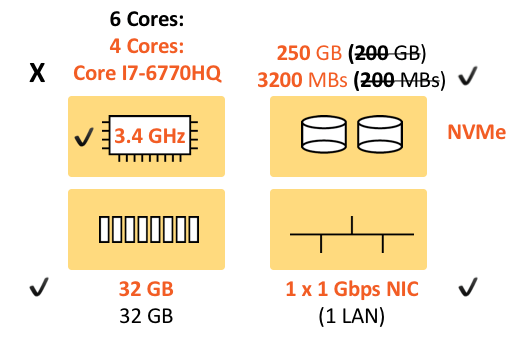 6 Cores:
4 Cores:
X Core I7-6770HQ
250 GB (200 GB)
3200 MBs (200 MBs)
3.4 GHz
NVMe
32 GB
32 GB
1 x 1 Gbps NIC
(1 LAN)